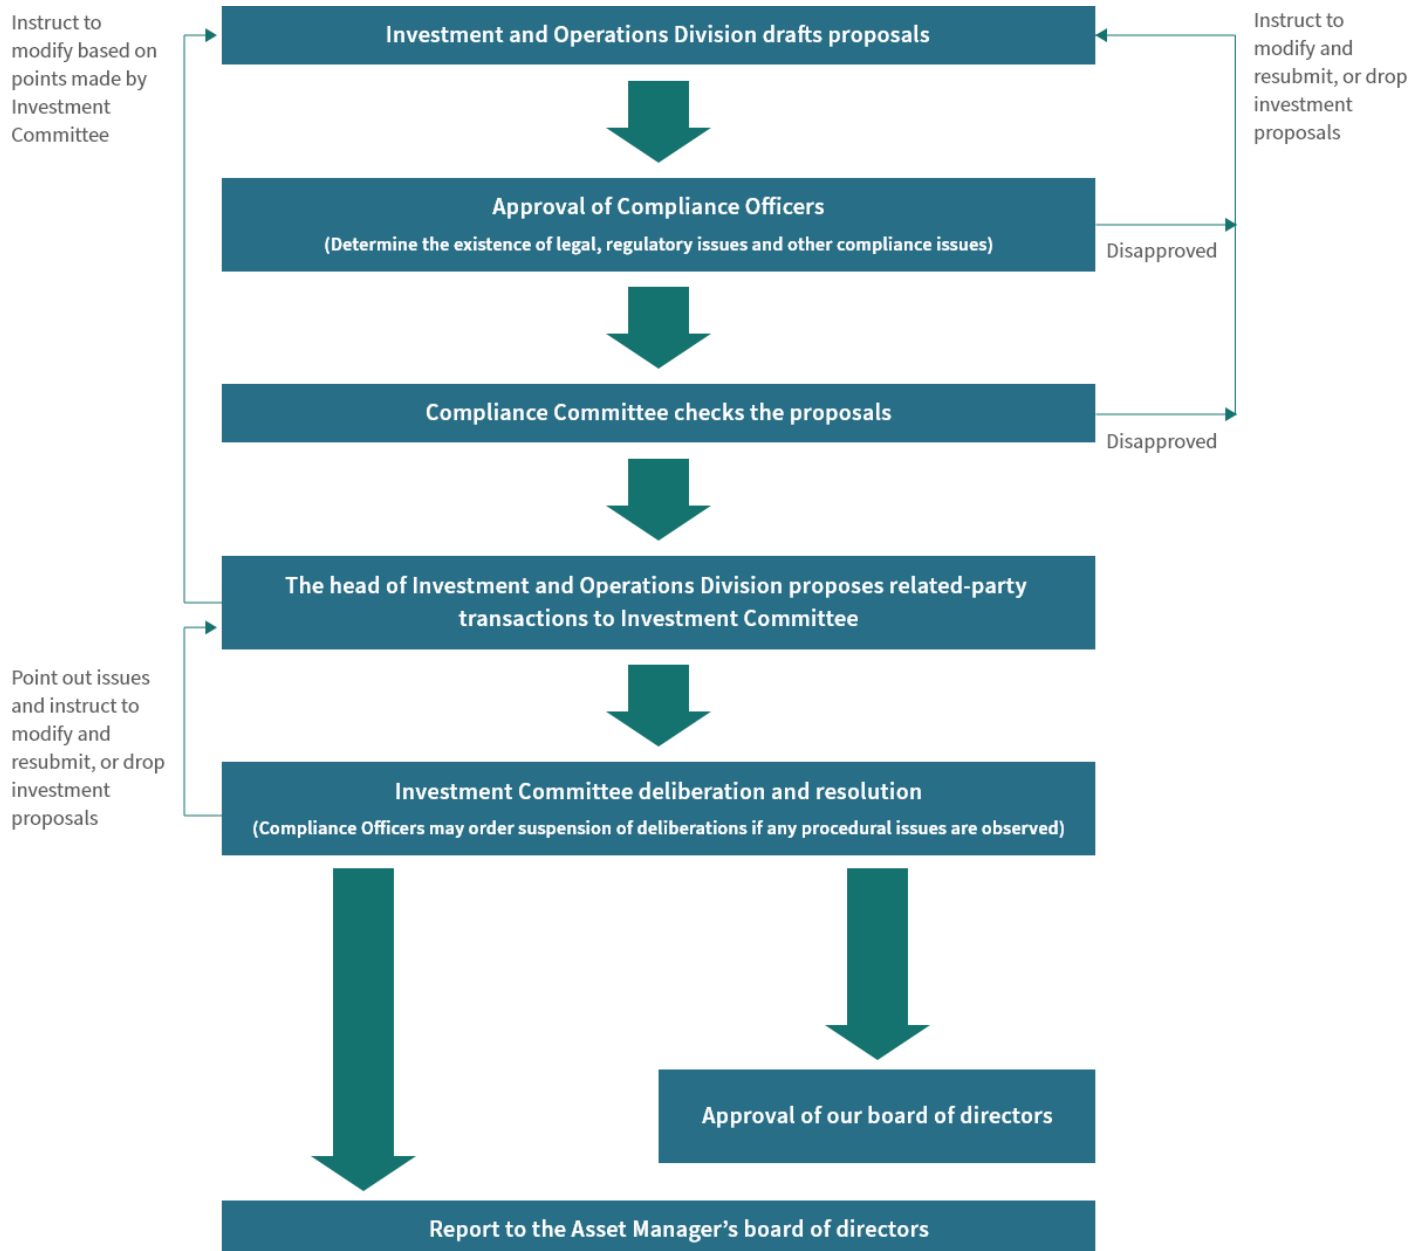 Instruct to
modify based on
points made by
Investment
Committee
Investment and Operations Division drafts proposals
Instruct to
modify and
resubmit, or drop
investment
proposals
Approval of Compliance Officers
(Determine the existence of legal, regulatory issues and other compliance issues)
Disapproved
Compliance Committee checks the proposals
Disapproved
The head of Investment and Operations Division proposes related-party
transactions to Investment Committee
Point out issues
and instruct to
modify and
resubmit, or drop
investment
proposals
Investment Committee deliberation and resolution
(Compliance Officers may order suspension of deliberations if any procedural issues are observed)
Approval of our board of directors
Report to the Asset Manager’s board of directors